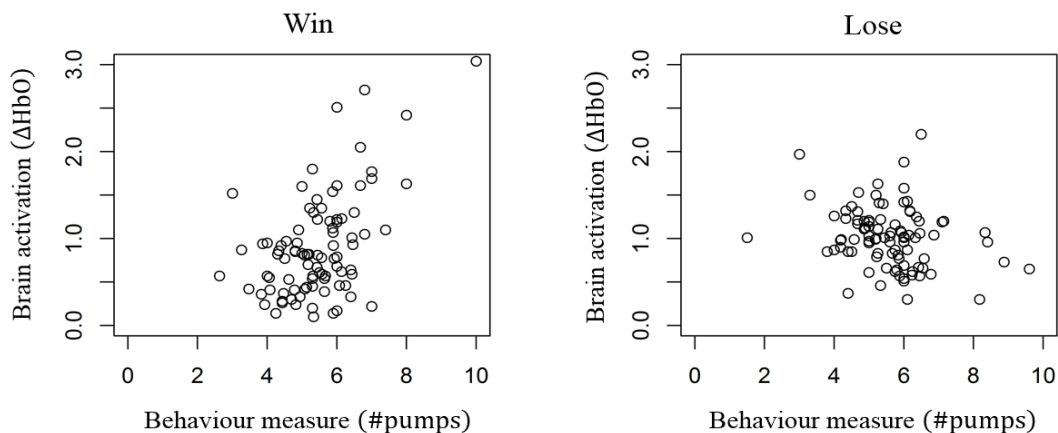 Win
Brain activation (ΔHbO)
3.0
2.0
1.0
0.0
0 2 4 6 8 10
Behaviour measure (#pumps)
Lose
Brain activation (ΔHbO)
3.0
2.0
1.0
0.0
0 2 4 6 8 10
Behaviour measure (#pumps)